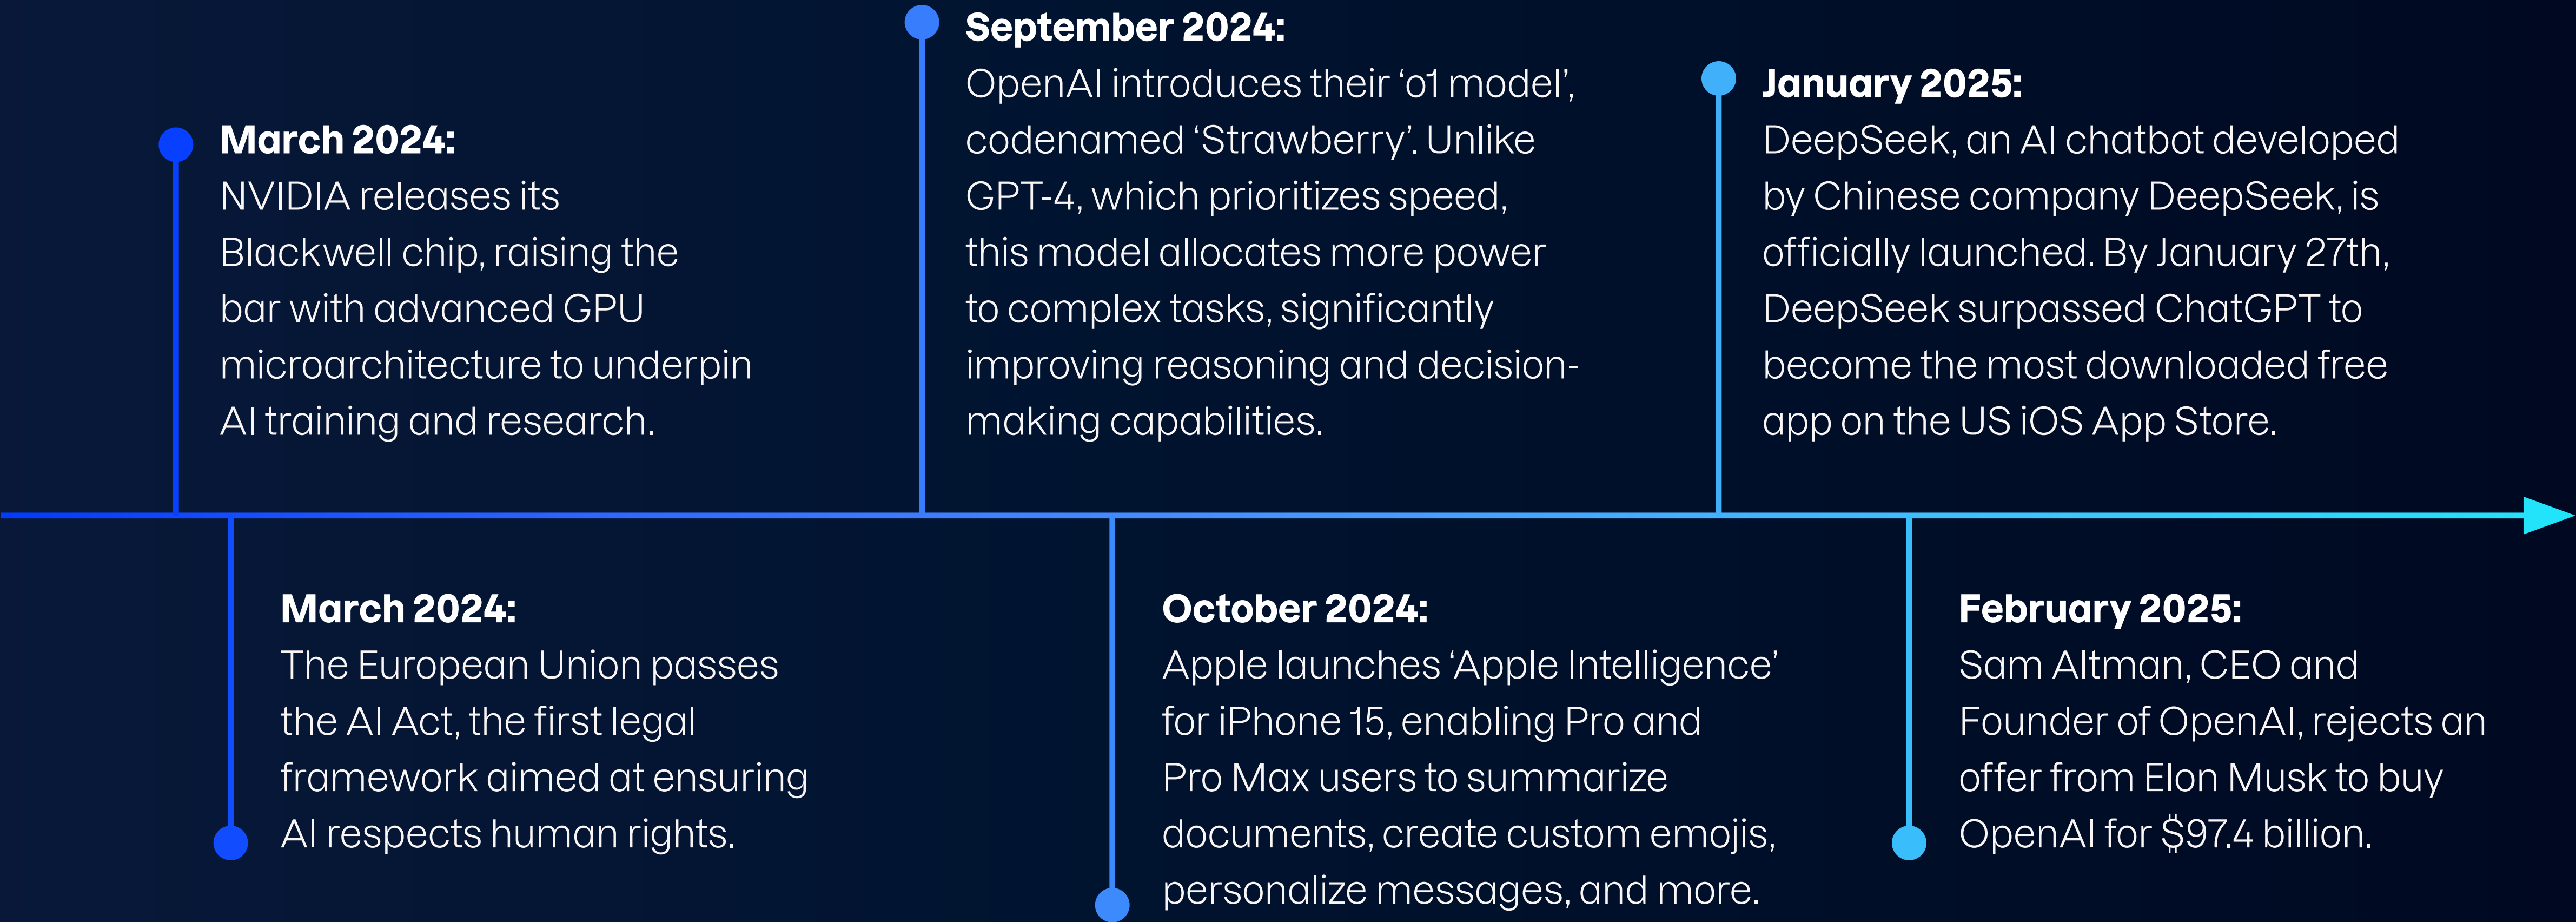 March 2024:
NVIDIA releases its
Blackwell chip, raising the
bar with advanced GPU
microarchitecture to underpin
AI training and research.
March 2024:
The European Union passes
the AI Act, the first legal
framework aimed at ensuring
AI respects human rights.
September 2024:
OpenAI introduces their ‘o1 model’,
codenamed ‘Strawberry’. Unlike
GPT-4, which prioritizes speed,
this model allocates more power
to complex tasks, significantly
improving reasoning and decision-
making capabilities.
October 2024:
Apple launches ‘Apple Intelligence’
for iPhone 15, enabling Pro and
Pro Max users to summarize
documents, create custom emojis,
personalize messages, and more.
January 2025:
DeepSeek, an AI chatbot developed
by Chinese company DeepSeek, is
officially launched. By January 27th,
DeepSeek surpassed ChatGPT to
become the most downloaded free
app on the US iOS App Store.
February 2025:
Sam Altman, CEO and
Founder of OpenAI, rejects an
offer from Elon Musk to buy
OpenAI for $97.4 billion.